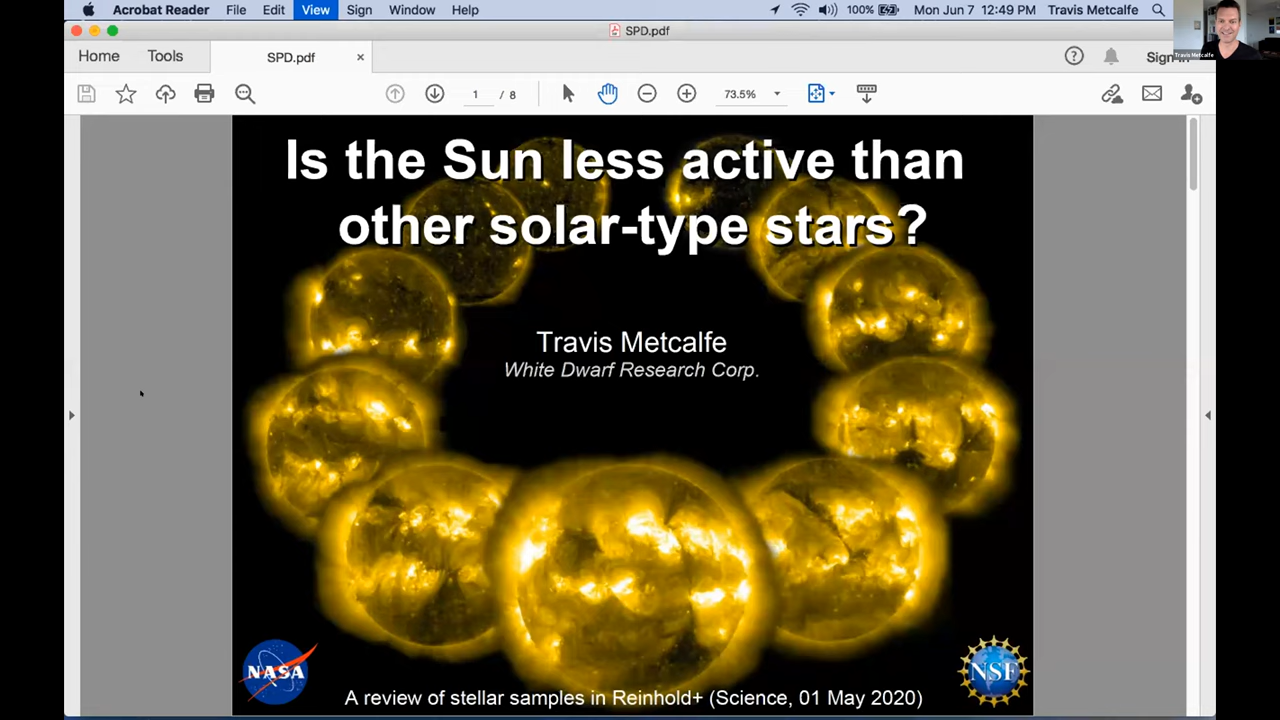 Acrobat Reader File Edit View Sign Window Help 100% Mon Jun 7 12:49 PM Travis Metcalfe
SPD.pdf
Home Tools SPD.pdf × Sign
Travis Metcalfe
1 / 8 73.5%
Is the Sun less active than
other solar-type stars?
Travis Metcalfe
White Dwarf Research Corp.
NASA
NSF
A review of stellar samples in Reinhold+ (Science, 01 May 2020)